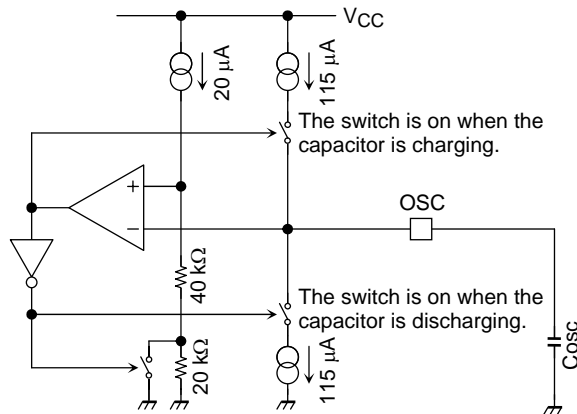 VCC
20 μA
115 μA
The switch is on when the
capacitor is charging.
+
−
OSC
40 kΩ
The switch is on when the
capacitor is discharging.
20 kΩ
115 μA
Cosc